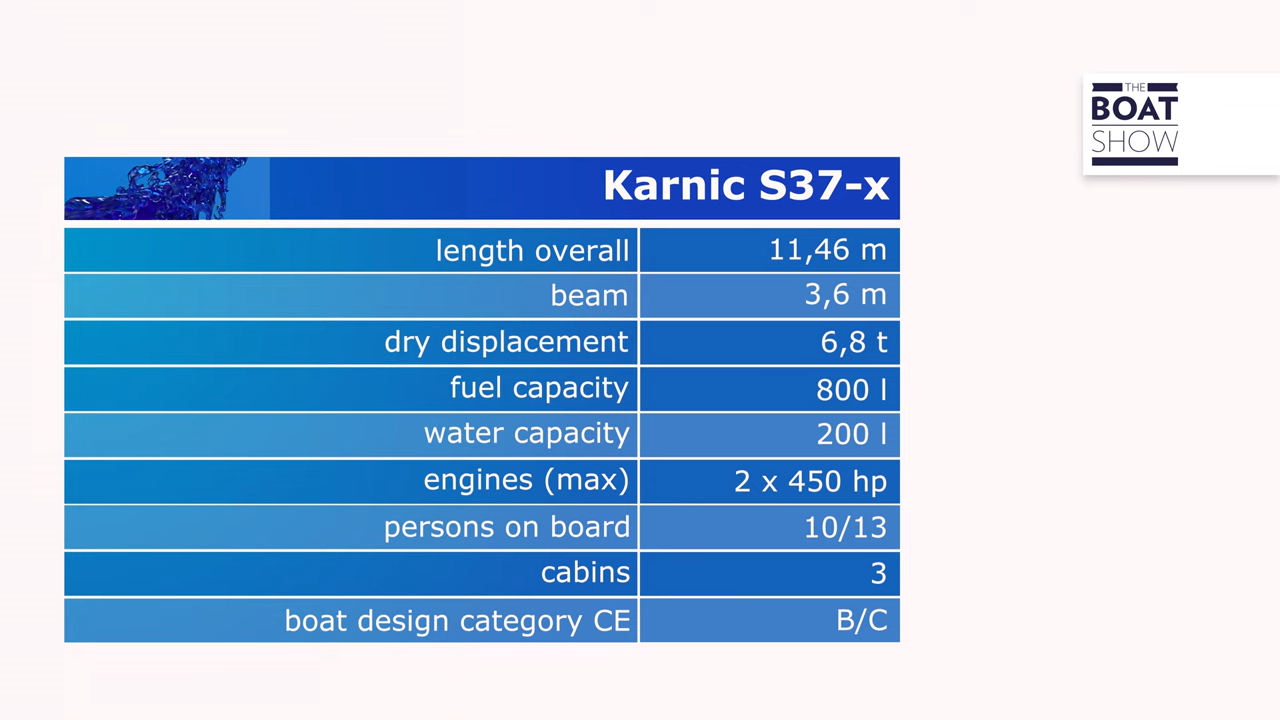 THE
BOAT
SHOW
Karnic S37-x
length overall 11,46 m
beam 3,6 m
dry displacement 6,8 t
fuel capacity 800 l
water capacity 200 l
engines (max) 2 x 450 hp
persons on board 10/13
cabins 3
boat design category CE B/C